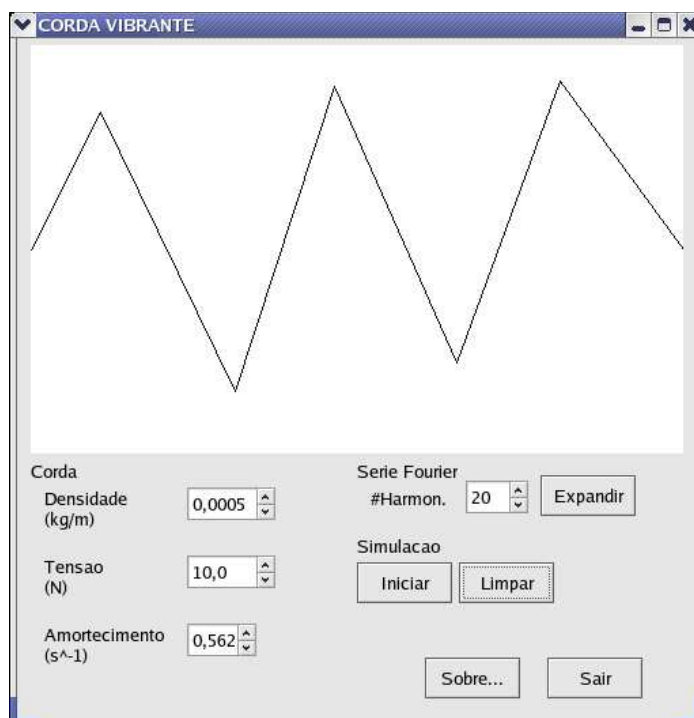 CORDA VIBRANTE
Corda
Densidade
(kg/m)
0,0005
Tensao
(N)
10,0
Amortecimento
(s^-1)
0,562
Serie Fourier
#Harmon.
20
Expandir
Simulacao
Iniciar
Limpar
Sobre...
Sair